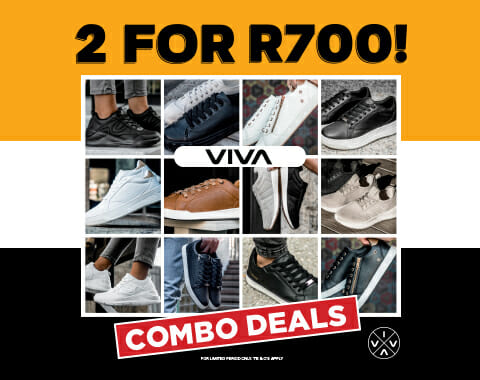 2 FOR R700!
VIVA
COMBO DEALS
FOR LIMITED PERIOD ONLY. T'S & C'S APPLY
V I V A